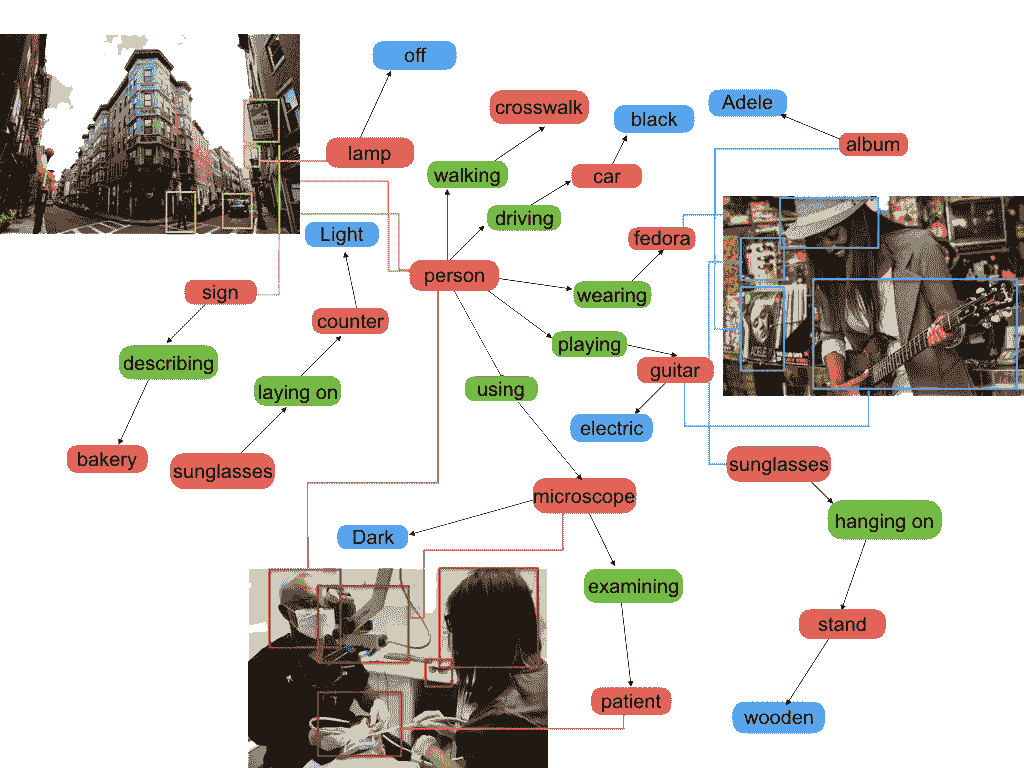 off
crosswalk
Adele
black
lamp
album
walking
car
driving
Light
fedora
person
sign
wearing
counter
playing
describing
guitar
using
laying on
electric
bakery
sunglasses
sunglasses
microscope
hanging on
Dark
examining
stand
patient
wooden